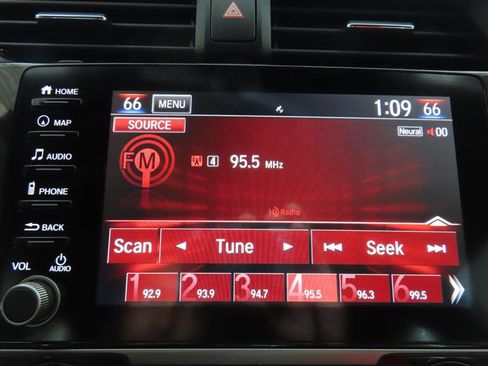 HOME
MAP
AUDIO
PHONE
BACK
VOL AUDIO
66 MENU 1:09 66
SOURCE Neural 00
FM 4 95.5 MHz
HD Radio
Scan Tune Seek
1 92.9 2 93.9 3 94.7 4 95.5 5 96.3 6 99.5